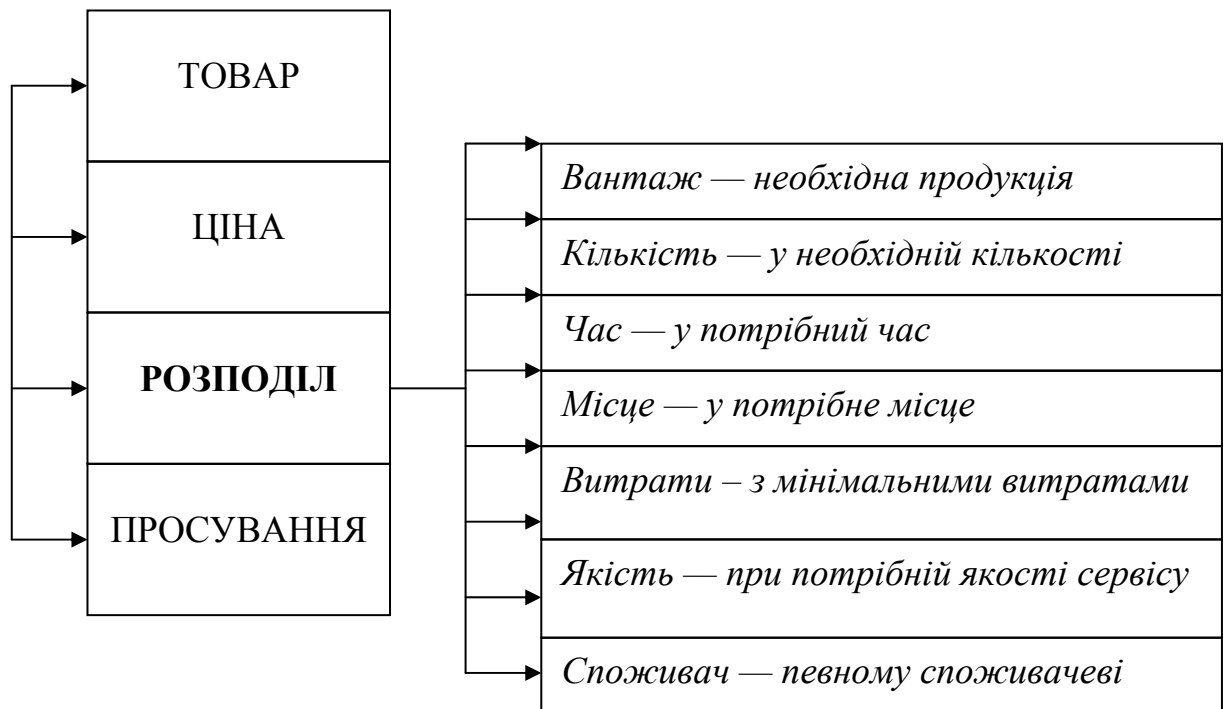 ТОВАР
ЦІНА
РОЗПОДІЛ
ПРОСУВАННЯ
Вантаж — необхідна продукція
Кількість — у необхідній кількості
Час — у потрібний час
Місце — у потрібне місце
Витрати – з мінімальними витратами
Якість — при потрібній якості сервісу
Споживач — певному споживачеві